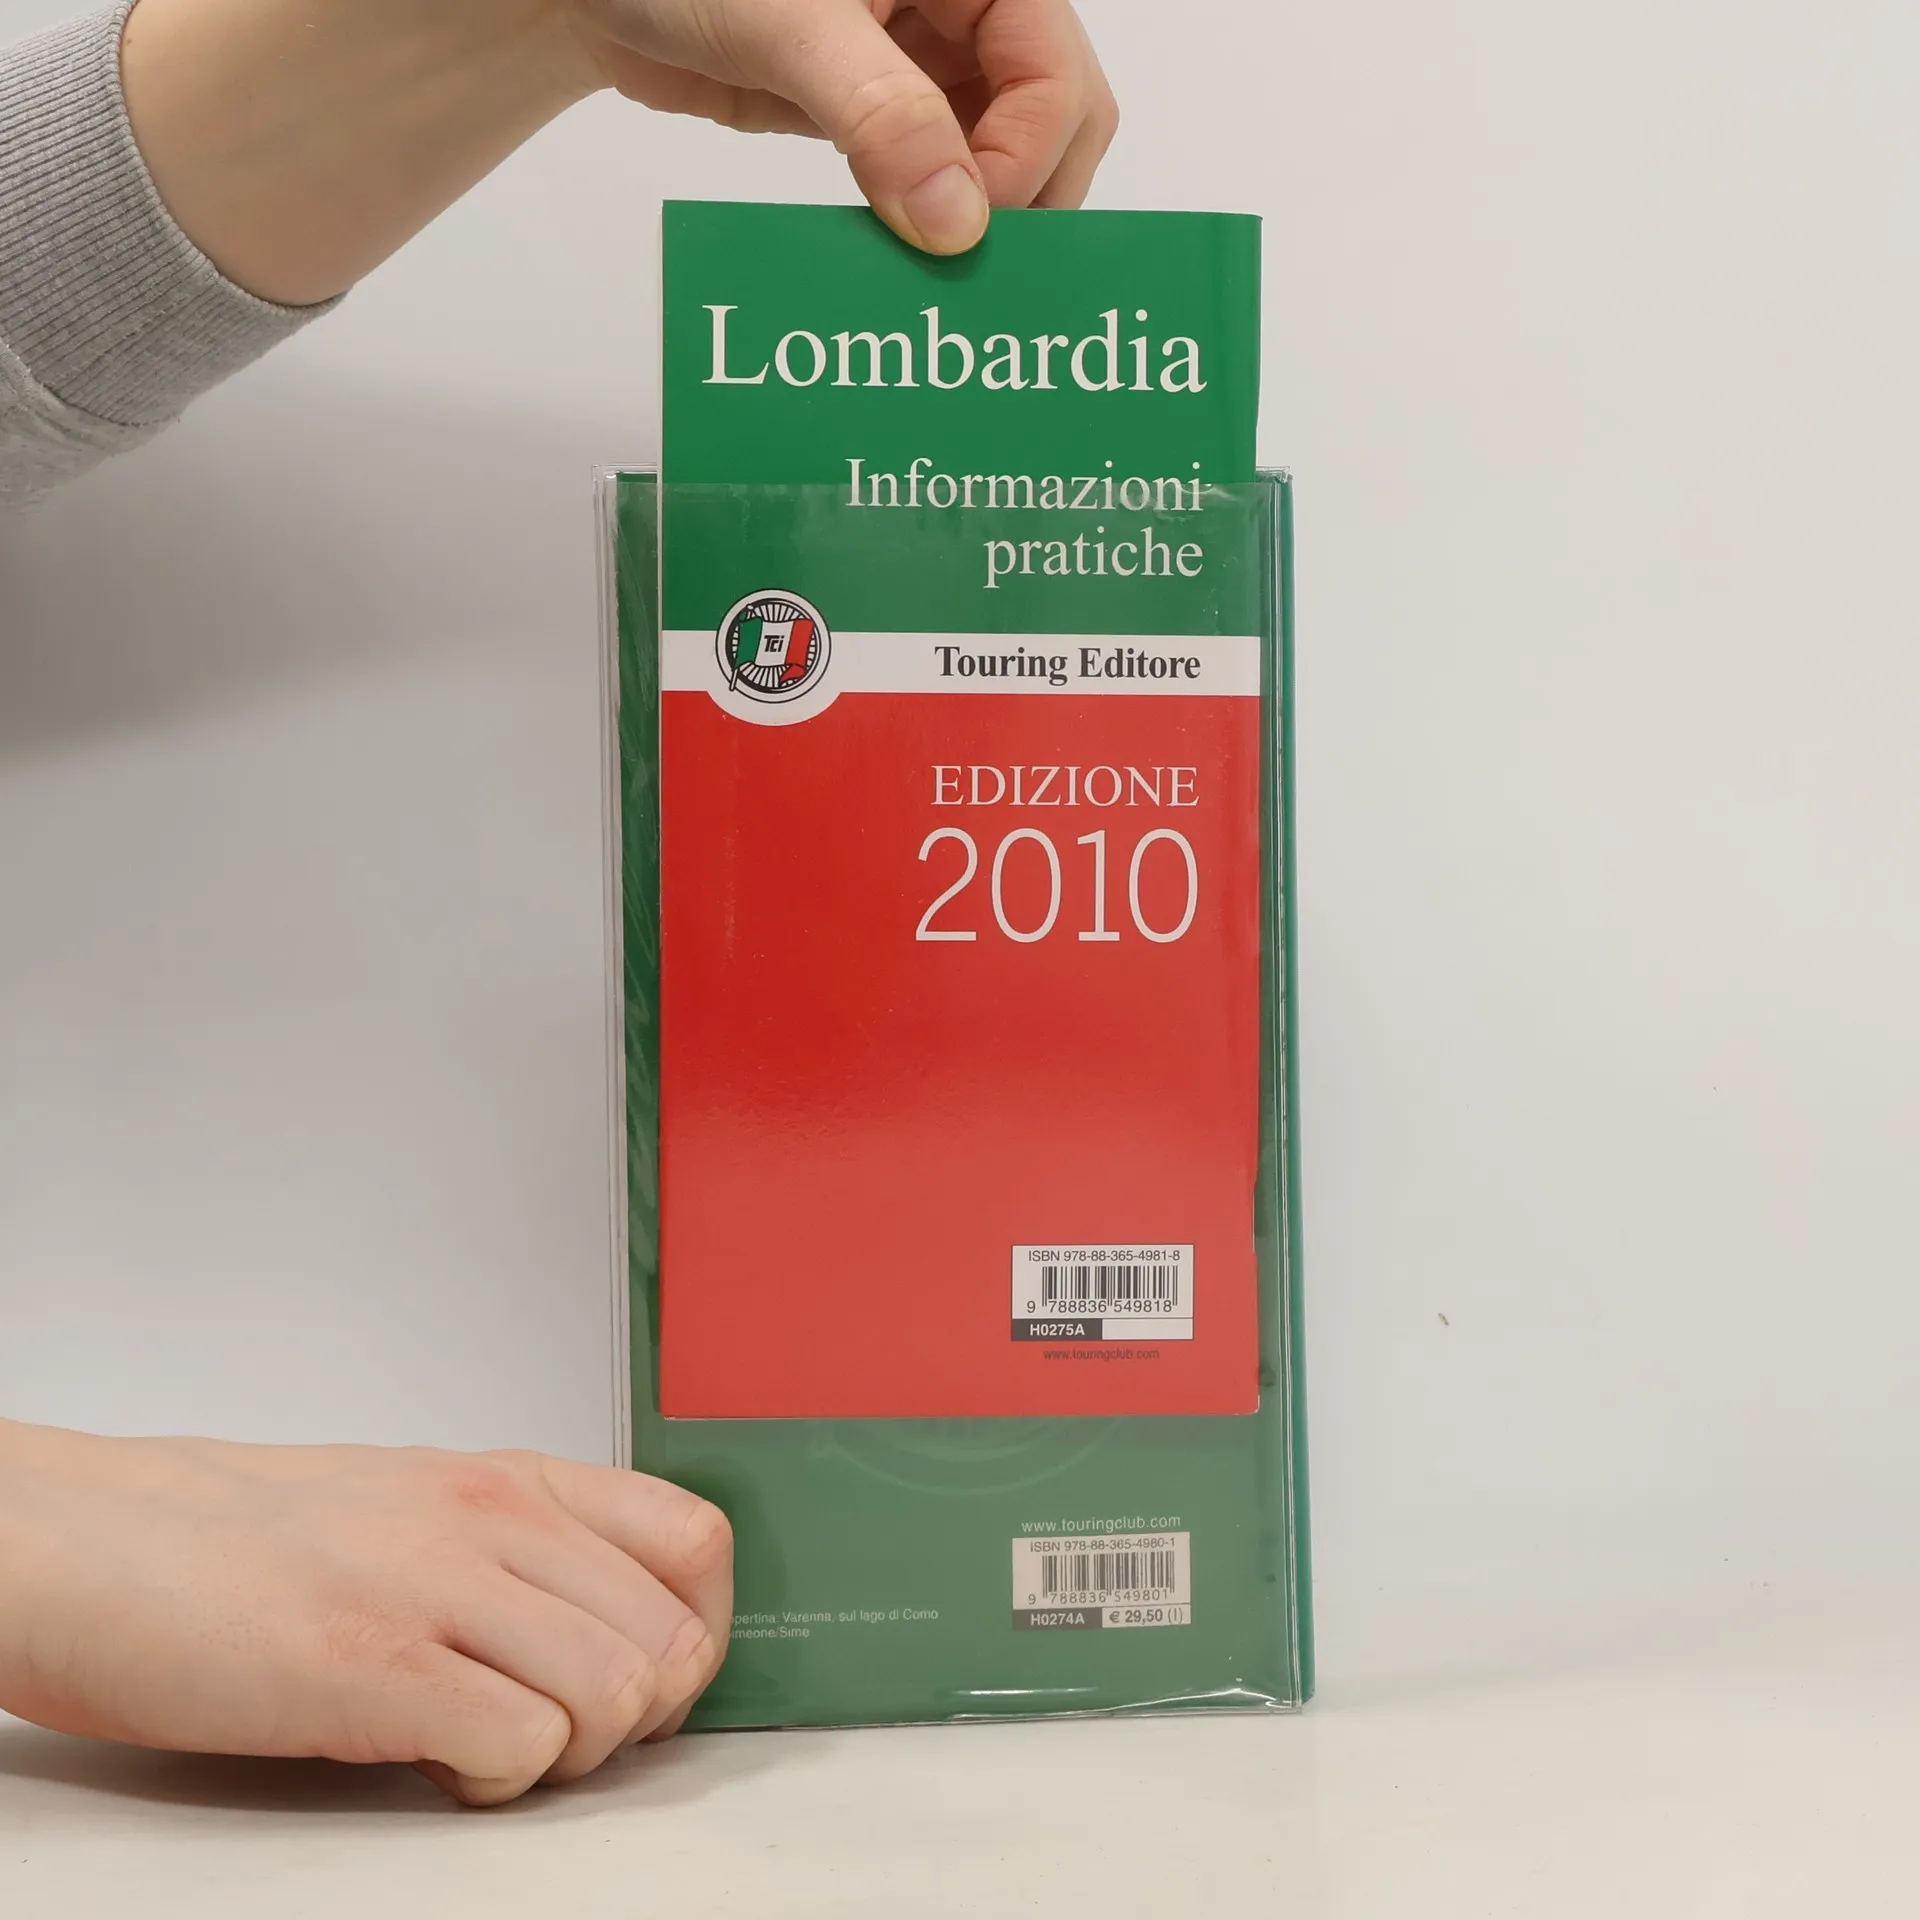 Lombardia
Informazioni
pratiche
Tci
Touring Editore
EDIZIONE
2010
ISBN 978-88-365-4981-8
9 788836 549818
H0275A
www.touringclub.com
www.touringclub.com
ISBN 978-88-365-4980-1
9 788836 549801
H0274A € 29,50 (I)
Varenna, sul lago di Como
/Sime